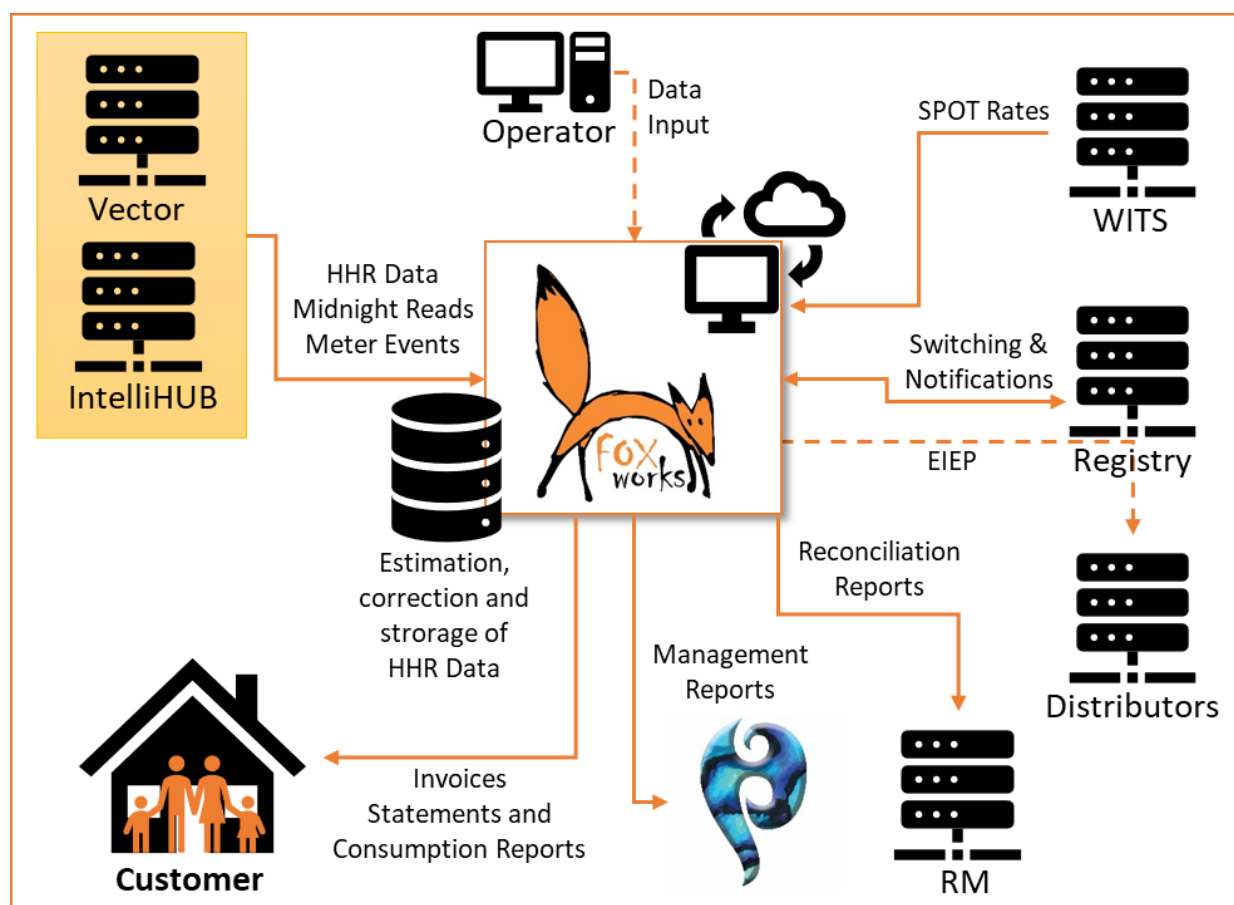 Operator
Data
Input
SPOT Rates
WITS
Vector
IntelliHUB
HHR Data
Midnight Reads
Meter Events
FOX
works
Switching &
Notifications
Registry
EIEP
Distributors
Estimation,
correction and
strorage of
HHR Data
Reconciliation
Reports
Management
Reports
RM
Invoices
Statements and
Consumption Reports
Customer